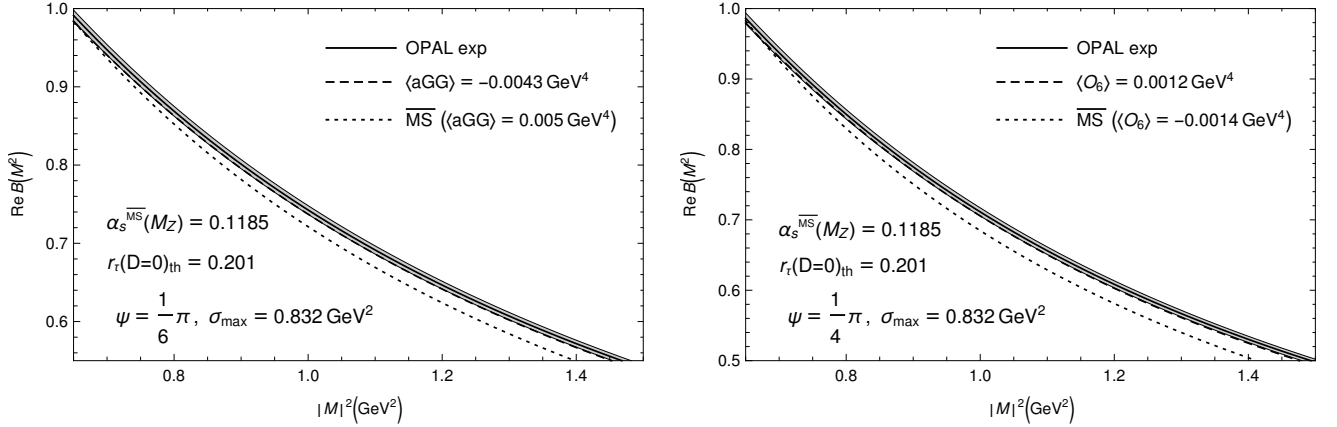 1.0
0.9
0.8
0.7
0.6
Re B(M²)
OPAL exp
⟨aGG⟩ = −0.0043 GeV⁴
M̅S̅ (⟨aGG⟩ = 0.005 GeV⁴)
αₛ^M̅S̅(M_Z) = 0.1185
r_τ(D=0)_th = 0.201
ψ = 1/6 π, σ_max = 0.832 GeV²
0.8 1.0 1.2 1.4
|M|²(GeV²)
1.0
0.9
0.8
0.7
0.6
0.5
Re B(M²)
OPAL exp
⟨O₆⟩ = 0.0012 GeV⁴
M̅S̅ (⟨O₆⟩ = −0.0014 GeV⁴)
αₛ^M̅S̅(M_Z) = 0.1185
r_τ(D=0)_th = 0.201
ψ = 1/4 π, σ_max = 0.832 GeV²
0.8 1.0 1.2 1.4
|M|²(GeV²)